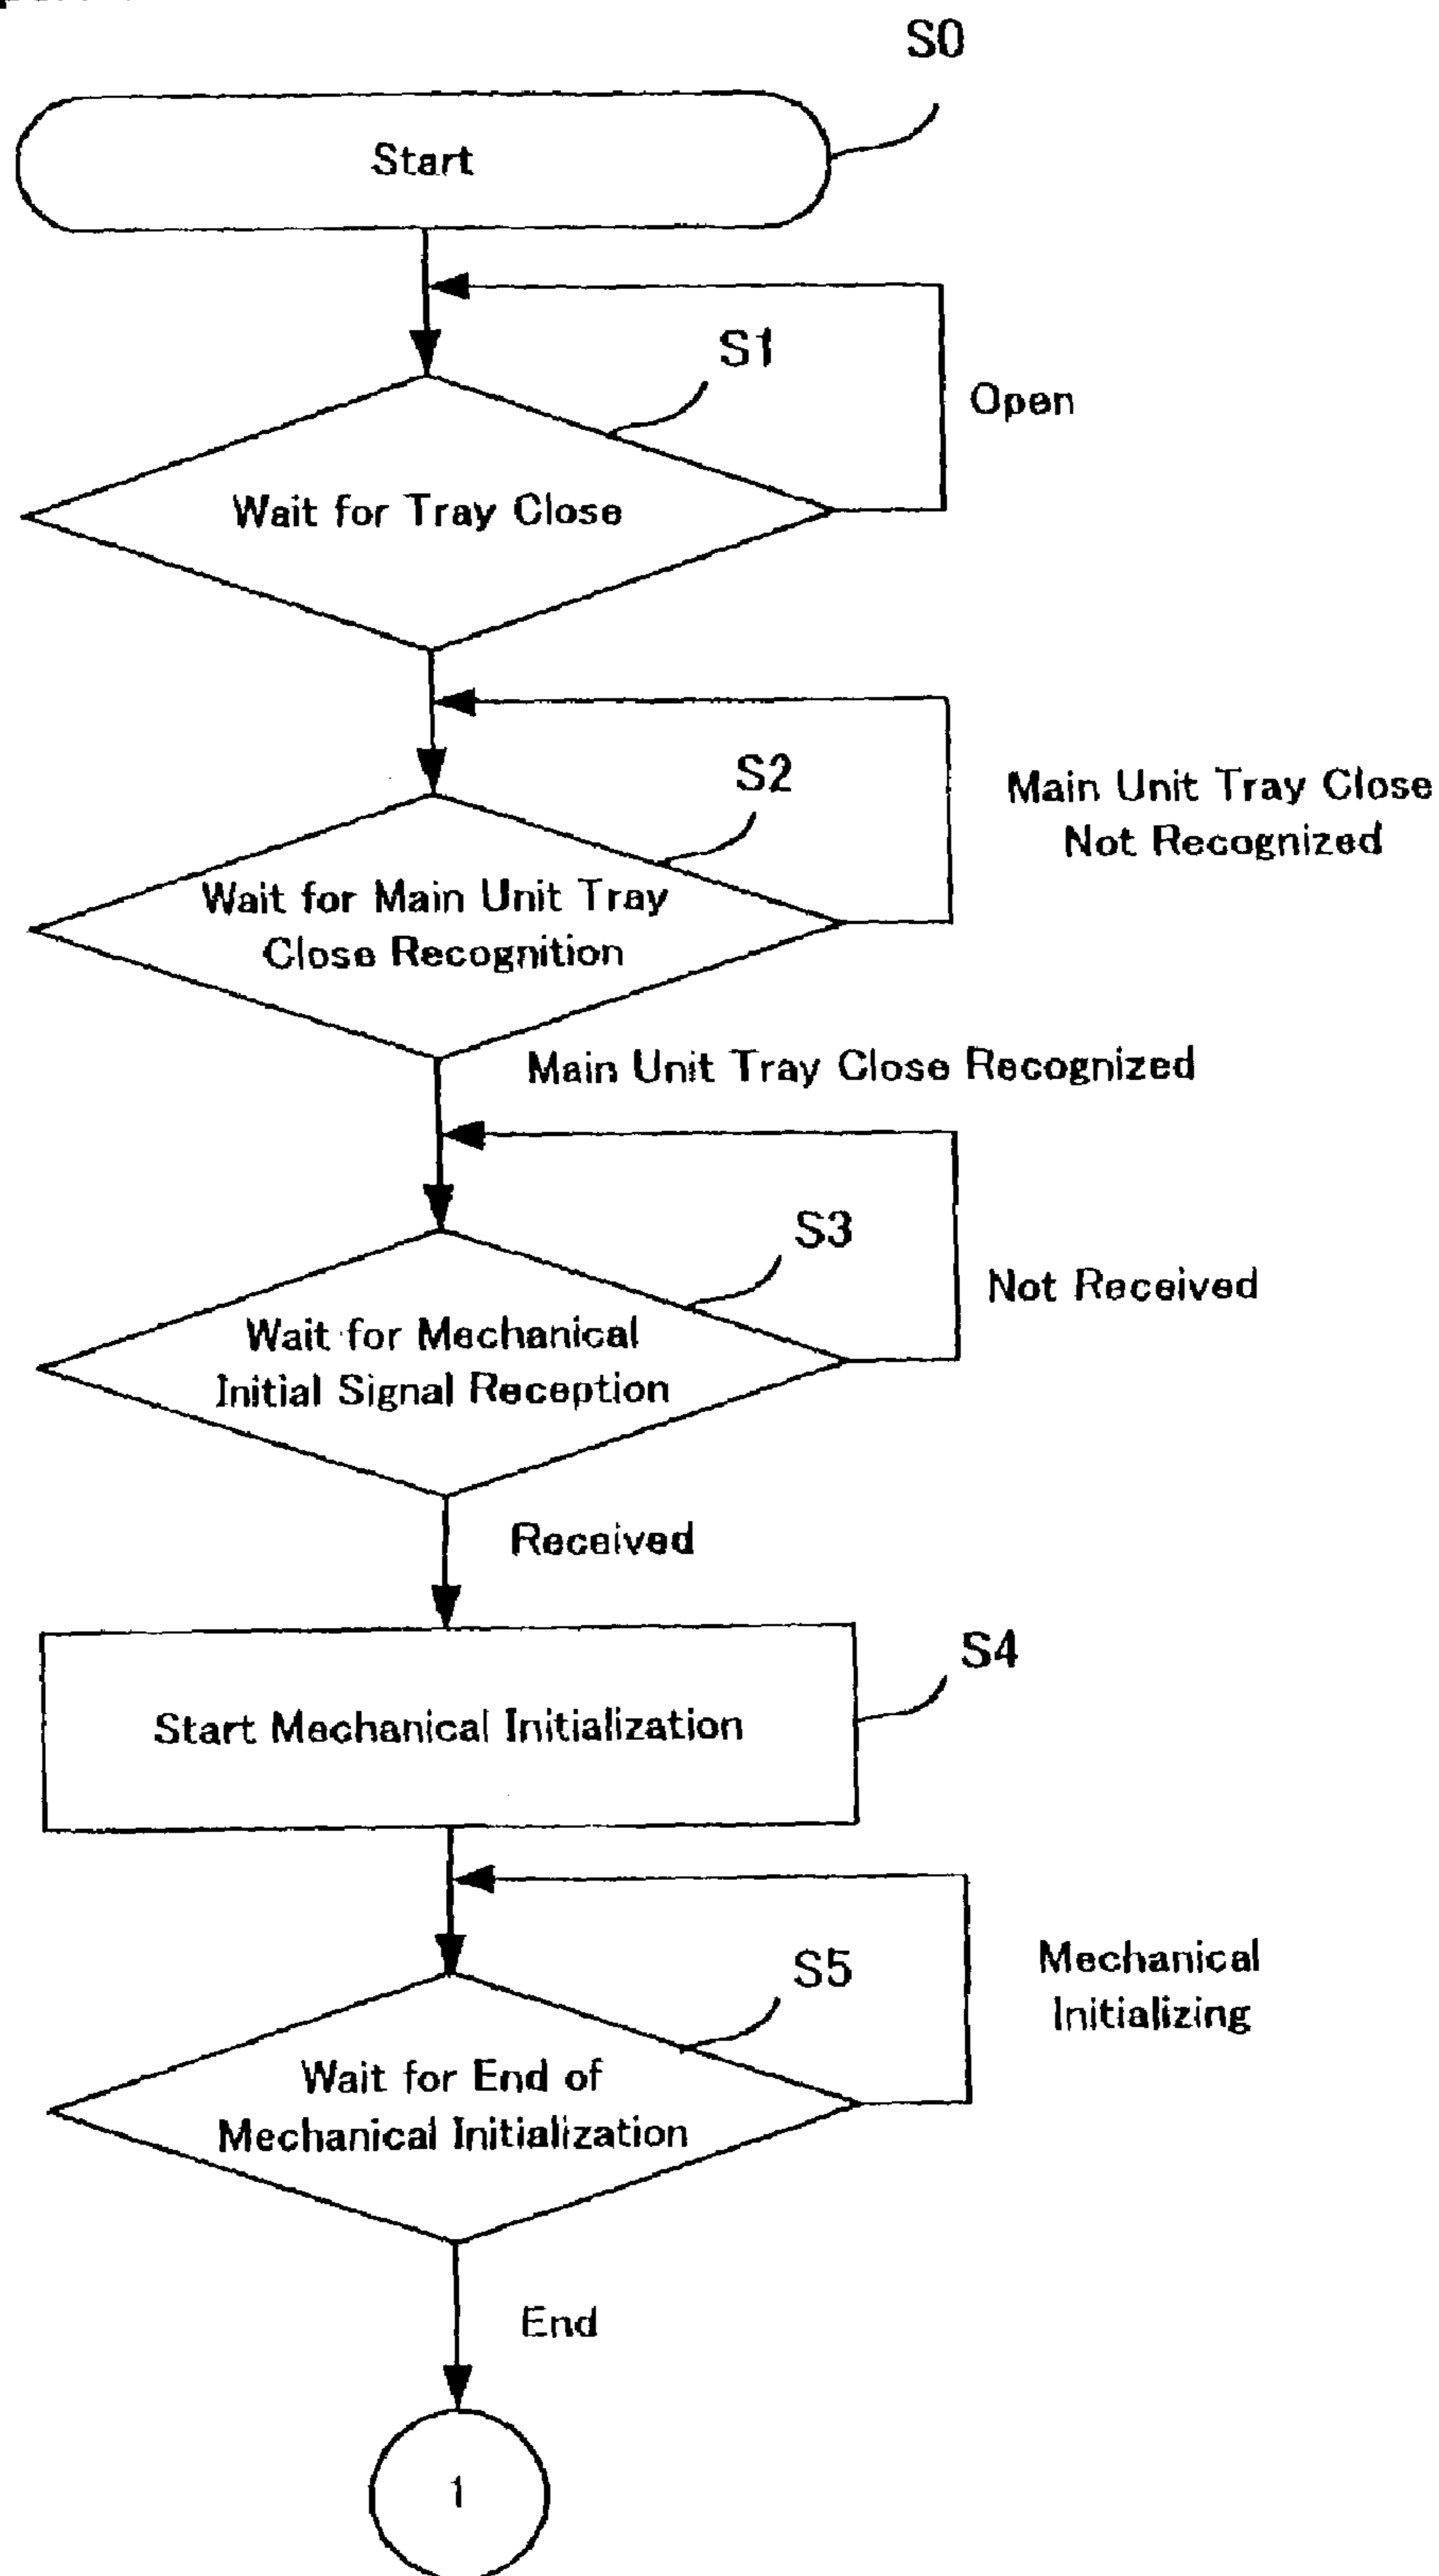 S0
Start
S1
Open
Wait for Tray Close
S2
Main Unit Tray Close
Not Recognized
Wait for Main Unit Tray
Close Recognition
Main Unit Tray Close Recognized
S3
Not Received
Wait for Mechanical
Initial Signal Reception
Received
S4
Start Mechanical Initialization
S5
Mechanical
Initializing
Wait for End of
Mechanical Initialization
End
1